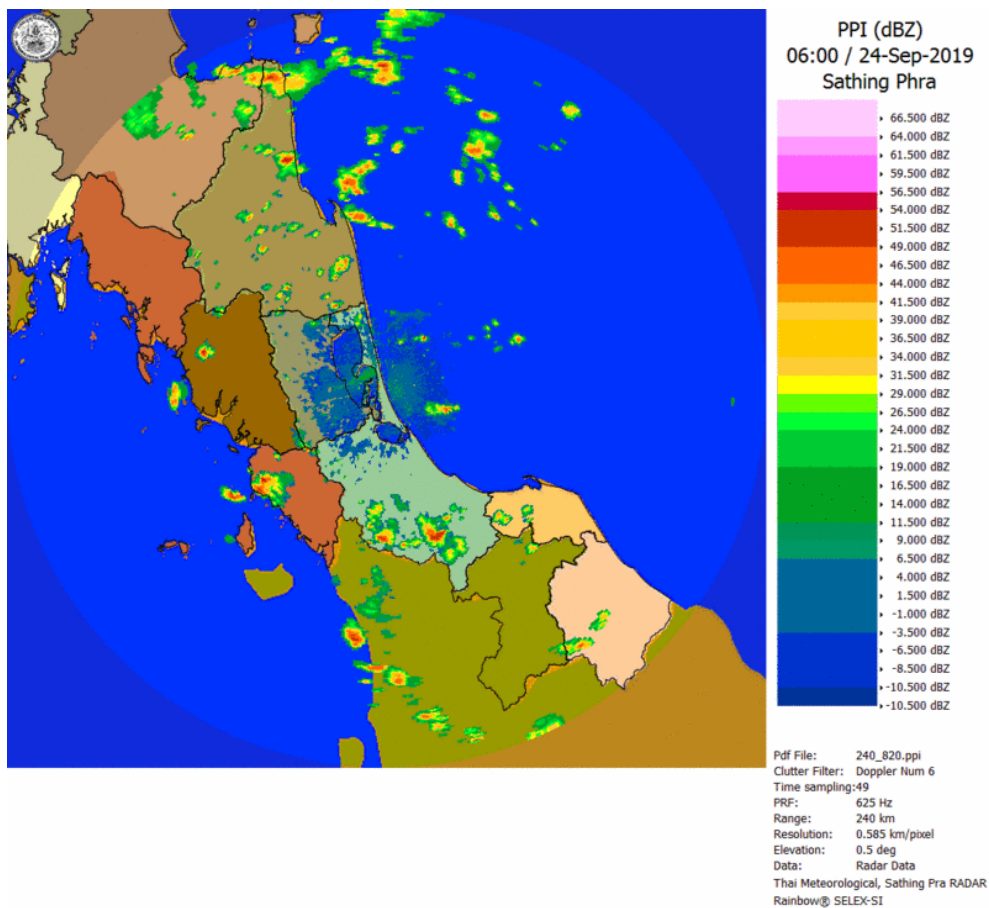 PPI (dBZ)
06:00 / 24-Sep-2019
Sathing Phra
66.500 dBZ
64.000 dBZ
61.500 dBZ
59.500 dBZ
56.500 dBZ
54.000 dBZ
51.500 dBZ
49.000 dBZ
46.500 dBZ
44.000 dBZ
41.500 dBZ
39.000 dBZ
36.500 dBZ
34.000 dBZ
31.500 dBZ
29.000 dBZ
26.500 dBZ
24.000 dBZ
21.500 dBZ
19.000 dBZ
16.500 dBZ
14.000 dBZ
11.500 dBZ
9.000 dBZ
6.500 dBZ
4.000 dBZ
1.500 dBZ
-1.000 dBZ
-3.500 dBZ
-6.500 dBZ
-8.500 dBZ
-10.500 dBZ
-10.500 dBZ
Pdf File: 240_820.ppi
Clutter Filter: Doppler Num 6
Time sampling:49
PRF: 625 Hz
Range: 240 km
Resolution: 0.585 km/pixel
Elevation: 0.5 deg
Data: Radar Data
Thai Meteorological, Sathing Pra RADAR
Rainbow® SELEX-SI